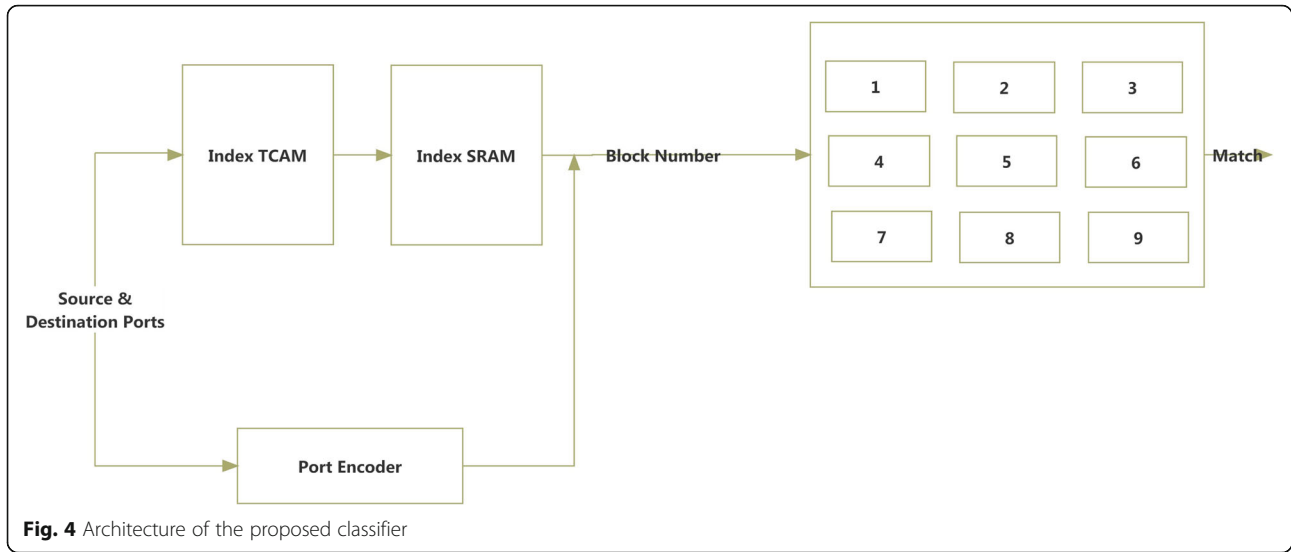 Index TCAM
Index SRAM
Block Number
1
2
3
4
5
6
7
8
9
Match
Source &
Destination Ports
Port Encoder
Fig. 4 Architecture of the proposed classifier